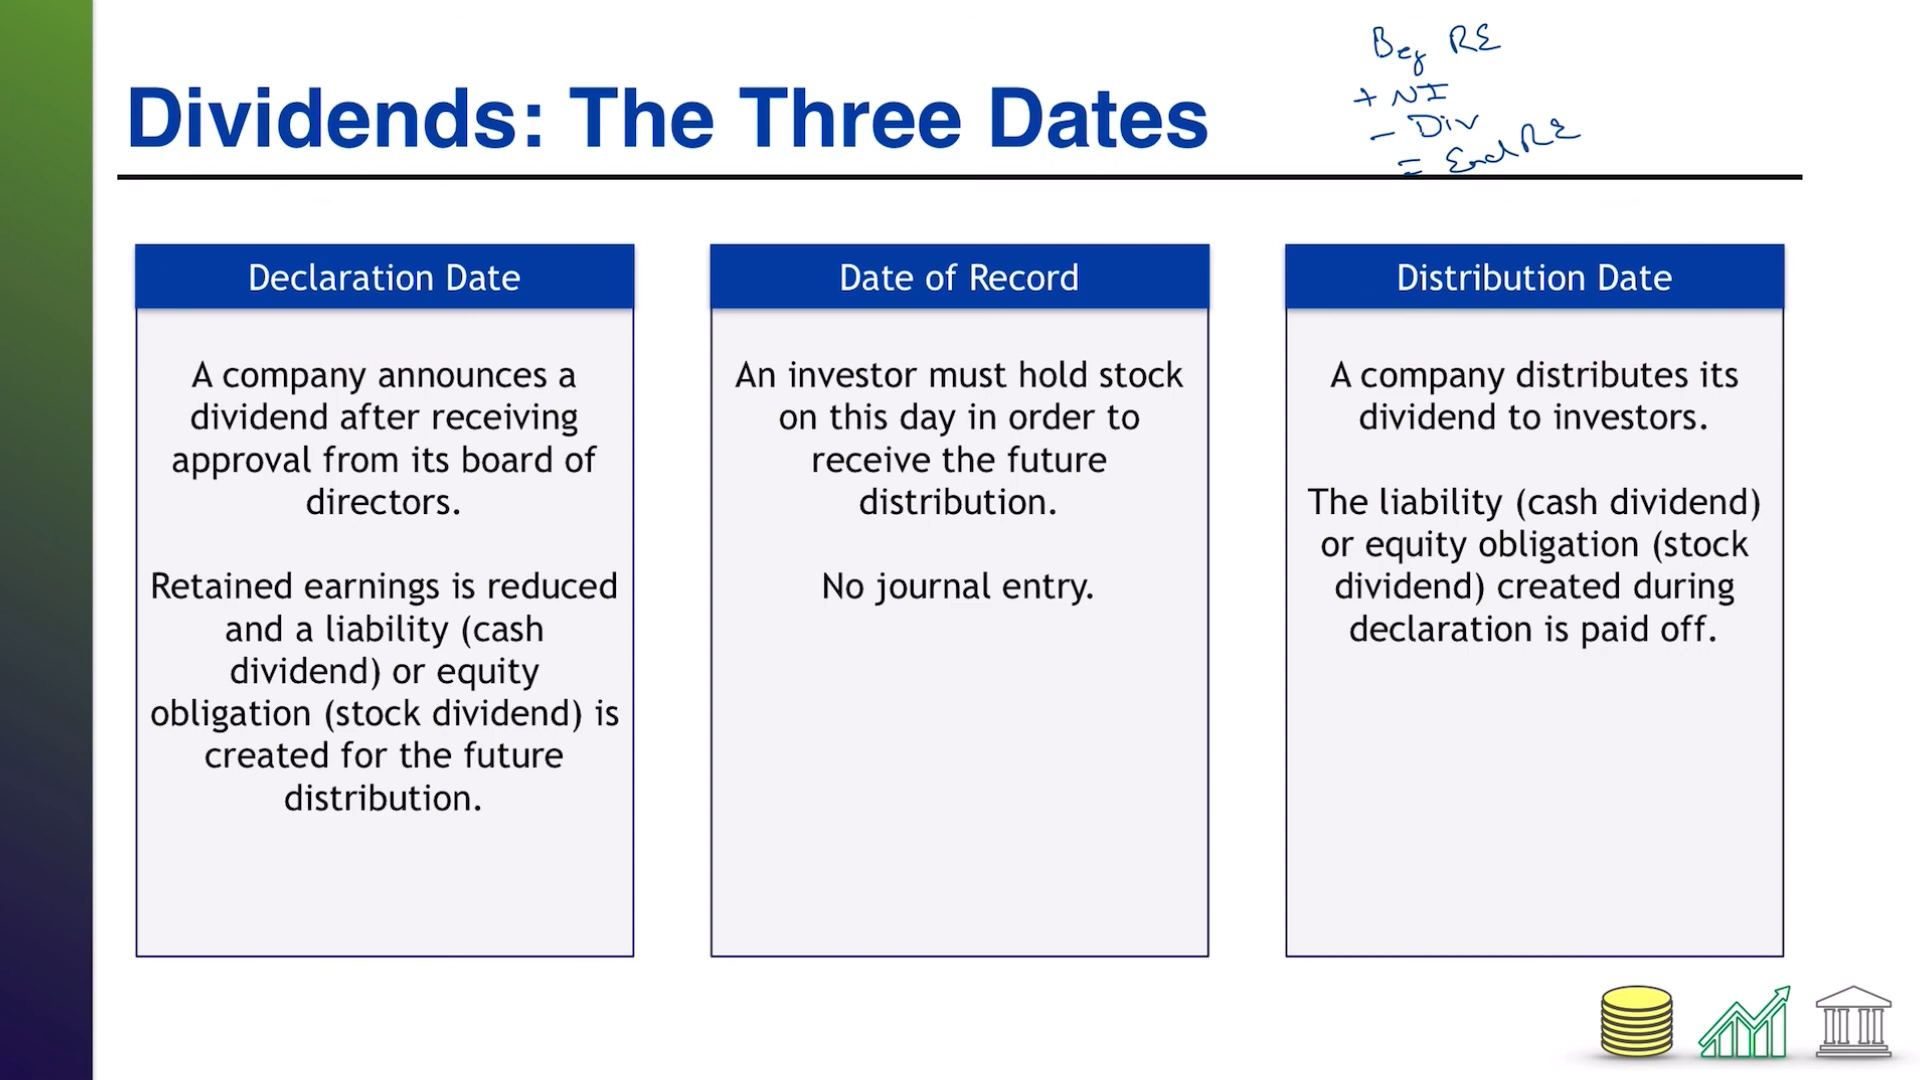 Beg RE
+ NI
- Div
= End RE
Dividends: The Three Dates
Declaration Date
A company announces a
dividend after receiving
approval from its board of
directors.
Retained earnings is reduced
and a liability (cash
dividend) or equity
obligation (stock dividend) is
created for the future
distribution.
Date of Record
An investor must hold stock
on this day in order to
receive the future
distribution.
No journal entry.
Distribution Date
A company distributes its
dividend to investors.
The liability (cash dividend)
or equity obligation (stock
dividend) created during
declaration is paid off.